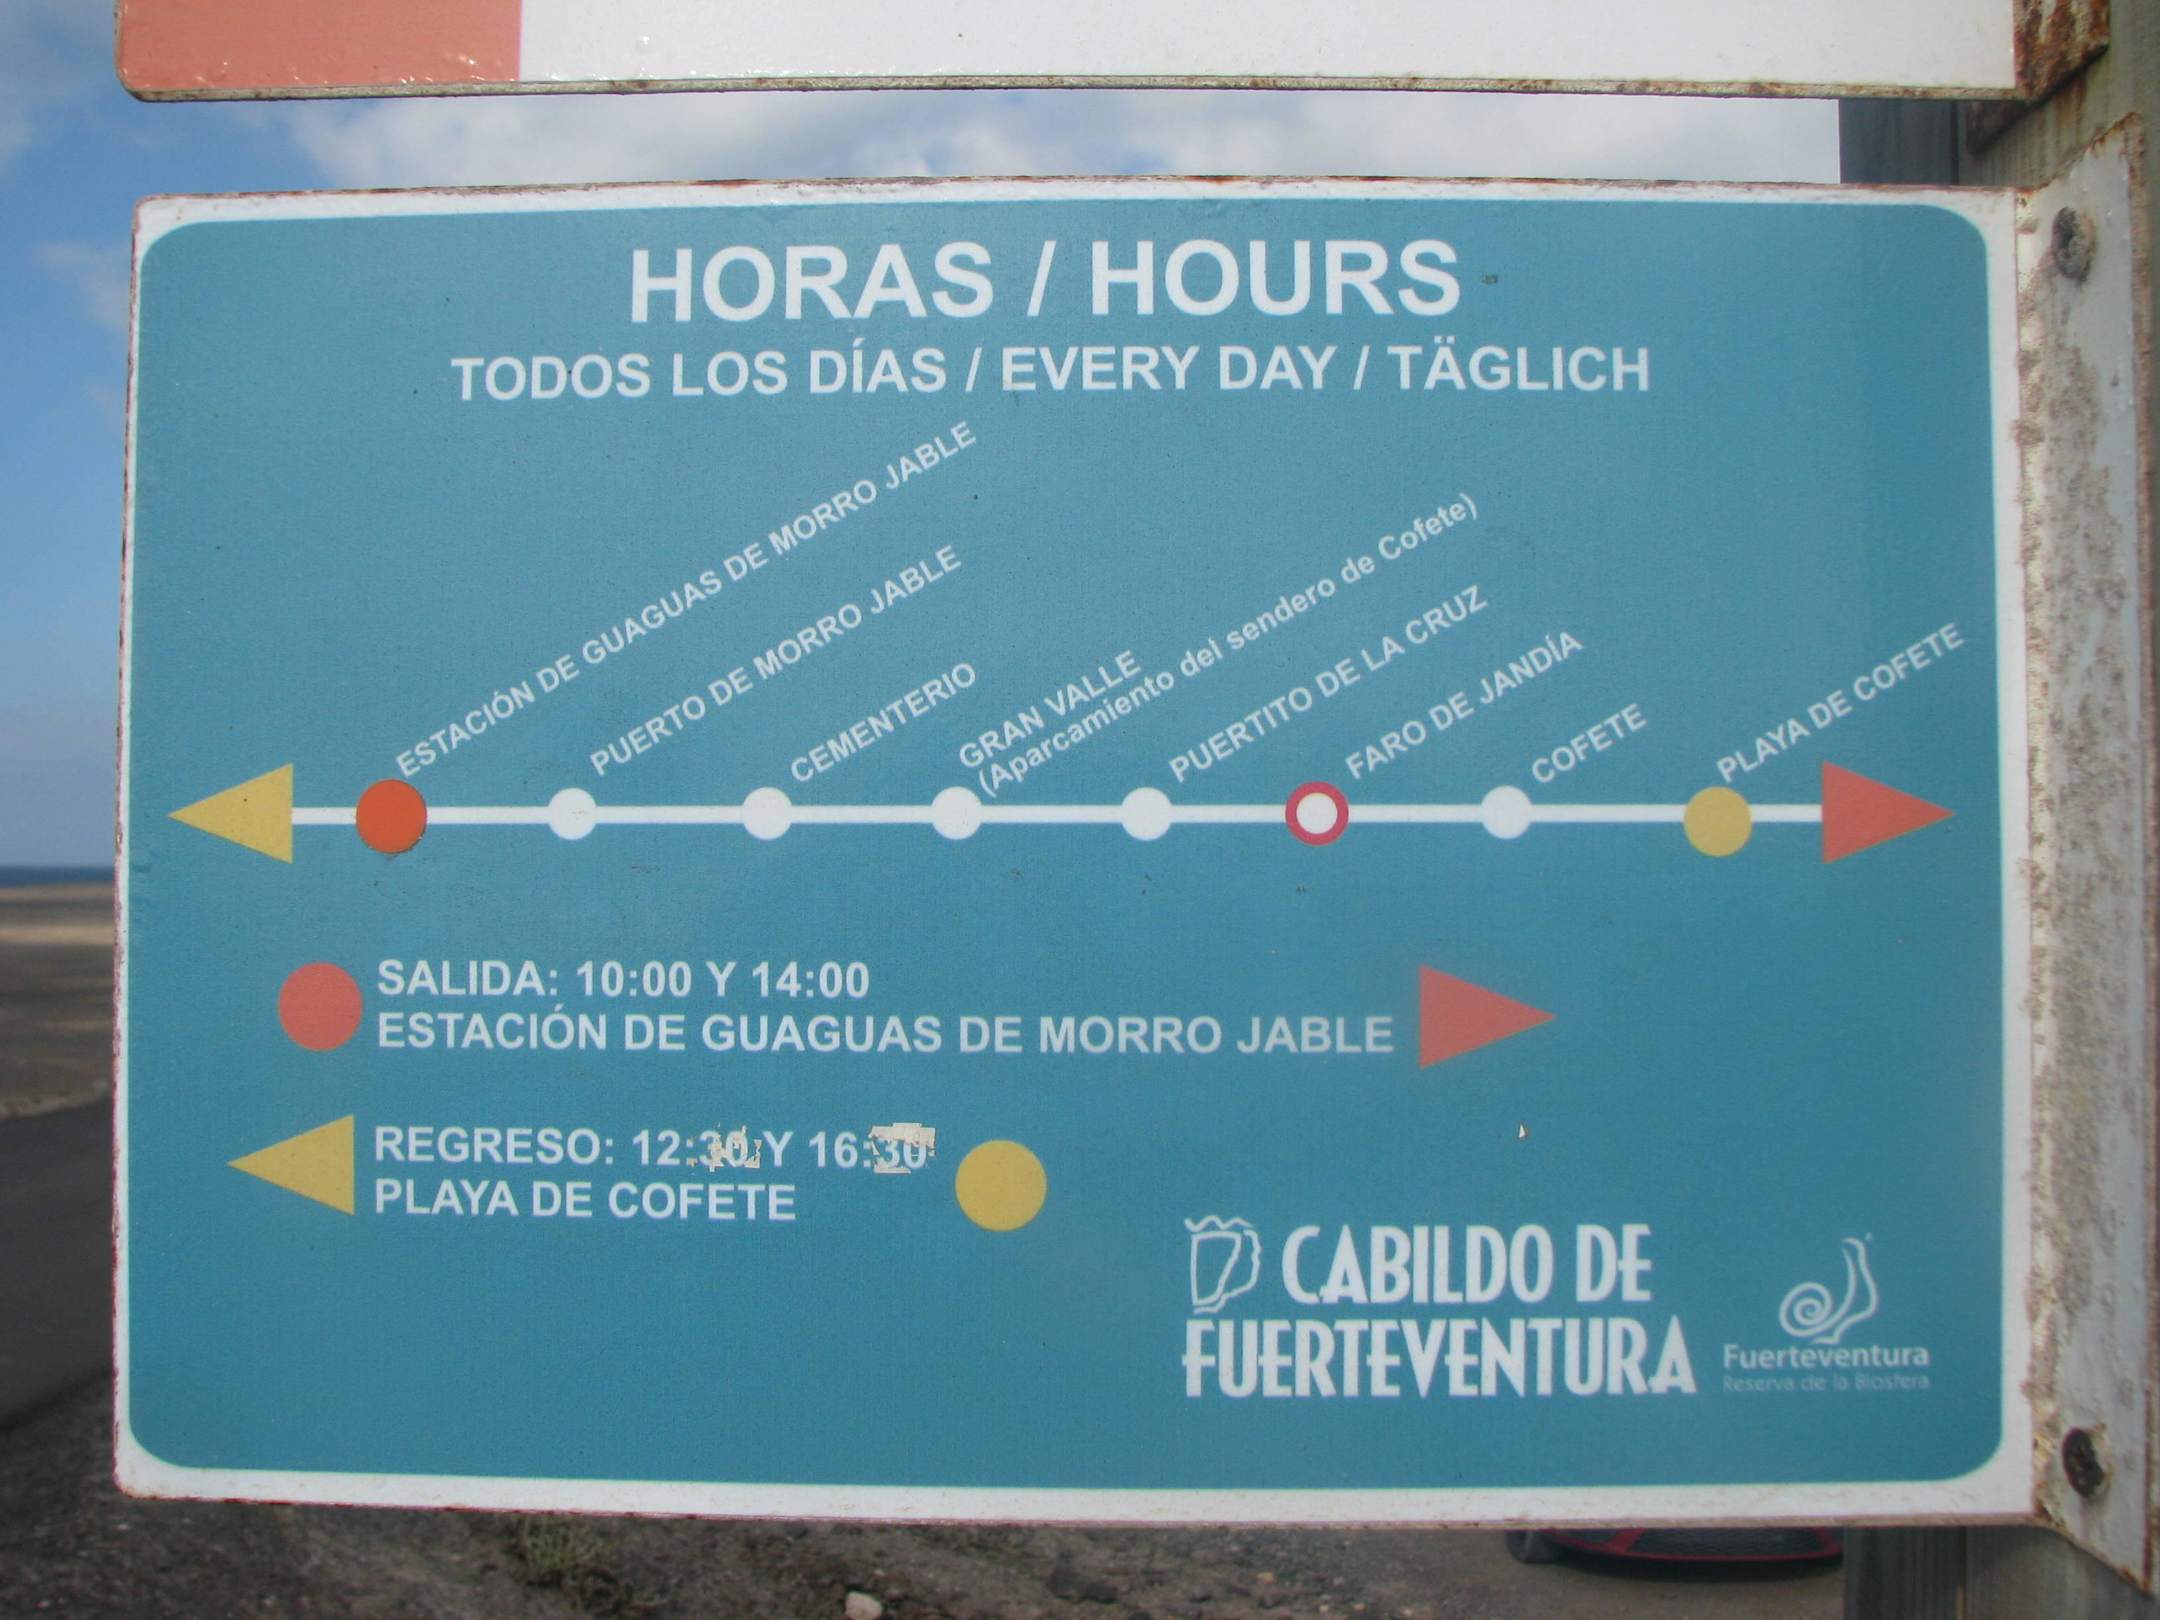 HORAS / HOURS
TODOS LOS DÍAS / EVERY DAY / TÄGLICH
ESTACIÓN DE GUAGUAS DE MORRO JABLE
PUERTO DE MORRO JABLE
CEMENTERIO
GRAN VALLE
(Aparcamiento del sendero de Cofete)
PUERTITO DE LA CRUZ
FARO DE JANDÍA
COFETE
PLAYA DE COFETE
SALIDA: 10:00 Y 14:00
ESTACIÓN DE GUAGUAS DE MORRO JABLE
REGRESO: 12:30 Y 16:30
PLAYA DE COFETE
CABILDO DE
FUERTEVENTURA
Fuerteventura
Reserva de la Biosfera